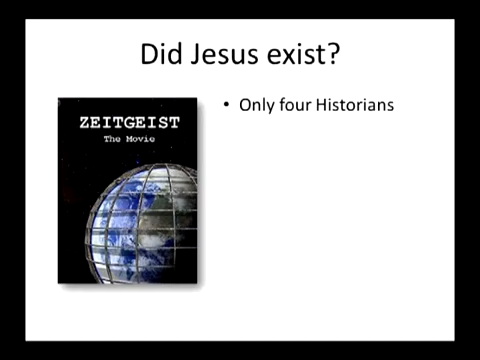 Did Jesus exist?
ZEITGEIST
The Movie
• Only four Historians